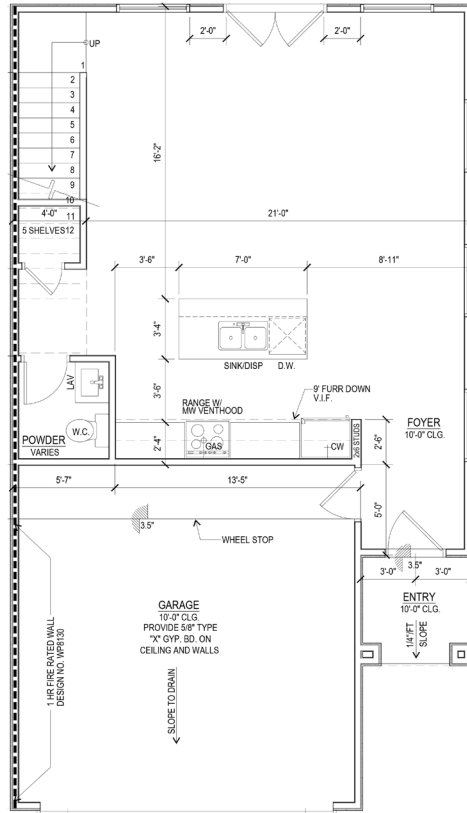 2'-0"
2'-0"
UP
1
2
3
4
5
6
7
8
9
10
11
12
16'-2"
4'-0"
21'-0"
5 SHELVES
3'-6"
7'-0"
8'-11"
3'-4"
SINK/DISP
D.W.
LAV
3'-6"
RANGE W/
MW VENTHOOD
9' FURR DOWN
V.I.F.
W.C.
POWDER
VARIES
2'-4"
GAS
CW
2x6 STUDS
2'-6"
FOYER
10'-0" CLG.
5'-7"
13'-5"
5'-0"
3.5"
WHEEL STOP
3.5"
3'-0"
3'-0"
ENTRY
10'-0" CLG.
1/4"/FT
SLOPE
GARAGE
10'-0" CLG.
PROVIDE 5/8" TYPE
"X" GYP. BD. ON
CEILING AND WALLS
1 HR FIRE RATED WALL
DESIGN NO. WP8130
SLOPE TO DRAIN